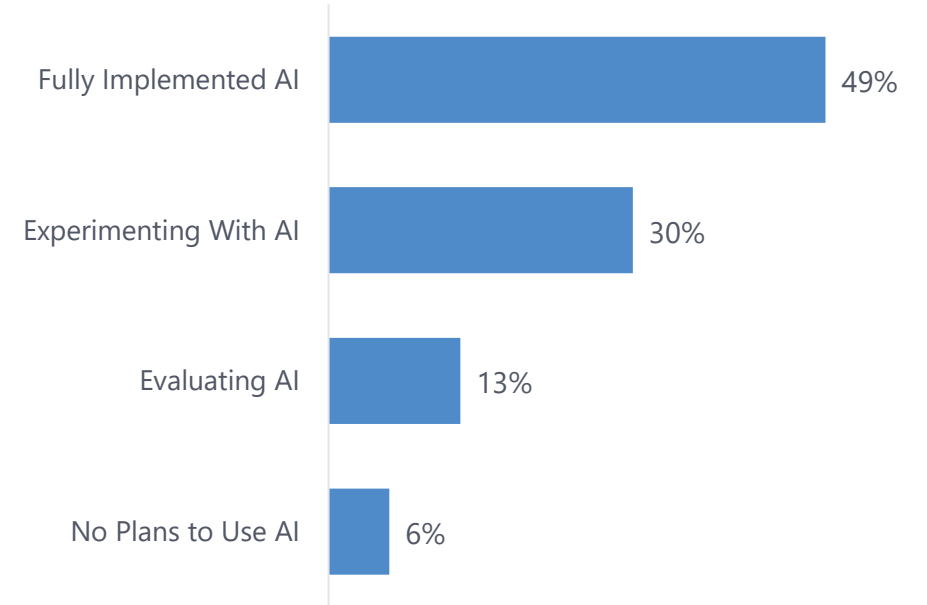 Fully Implemented AI 49%
Experimenting With AI 30%
Evaluating AI 13%
No Plans to Use AI 6%